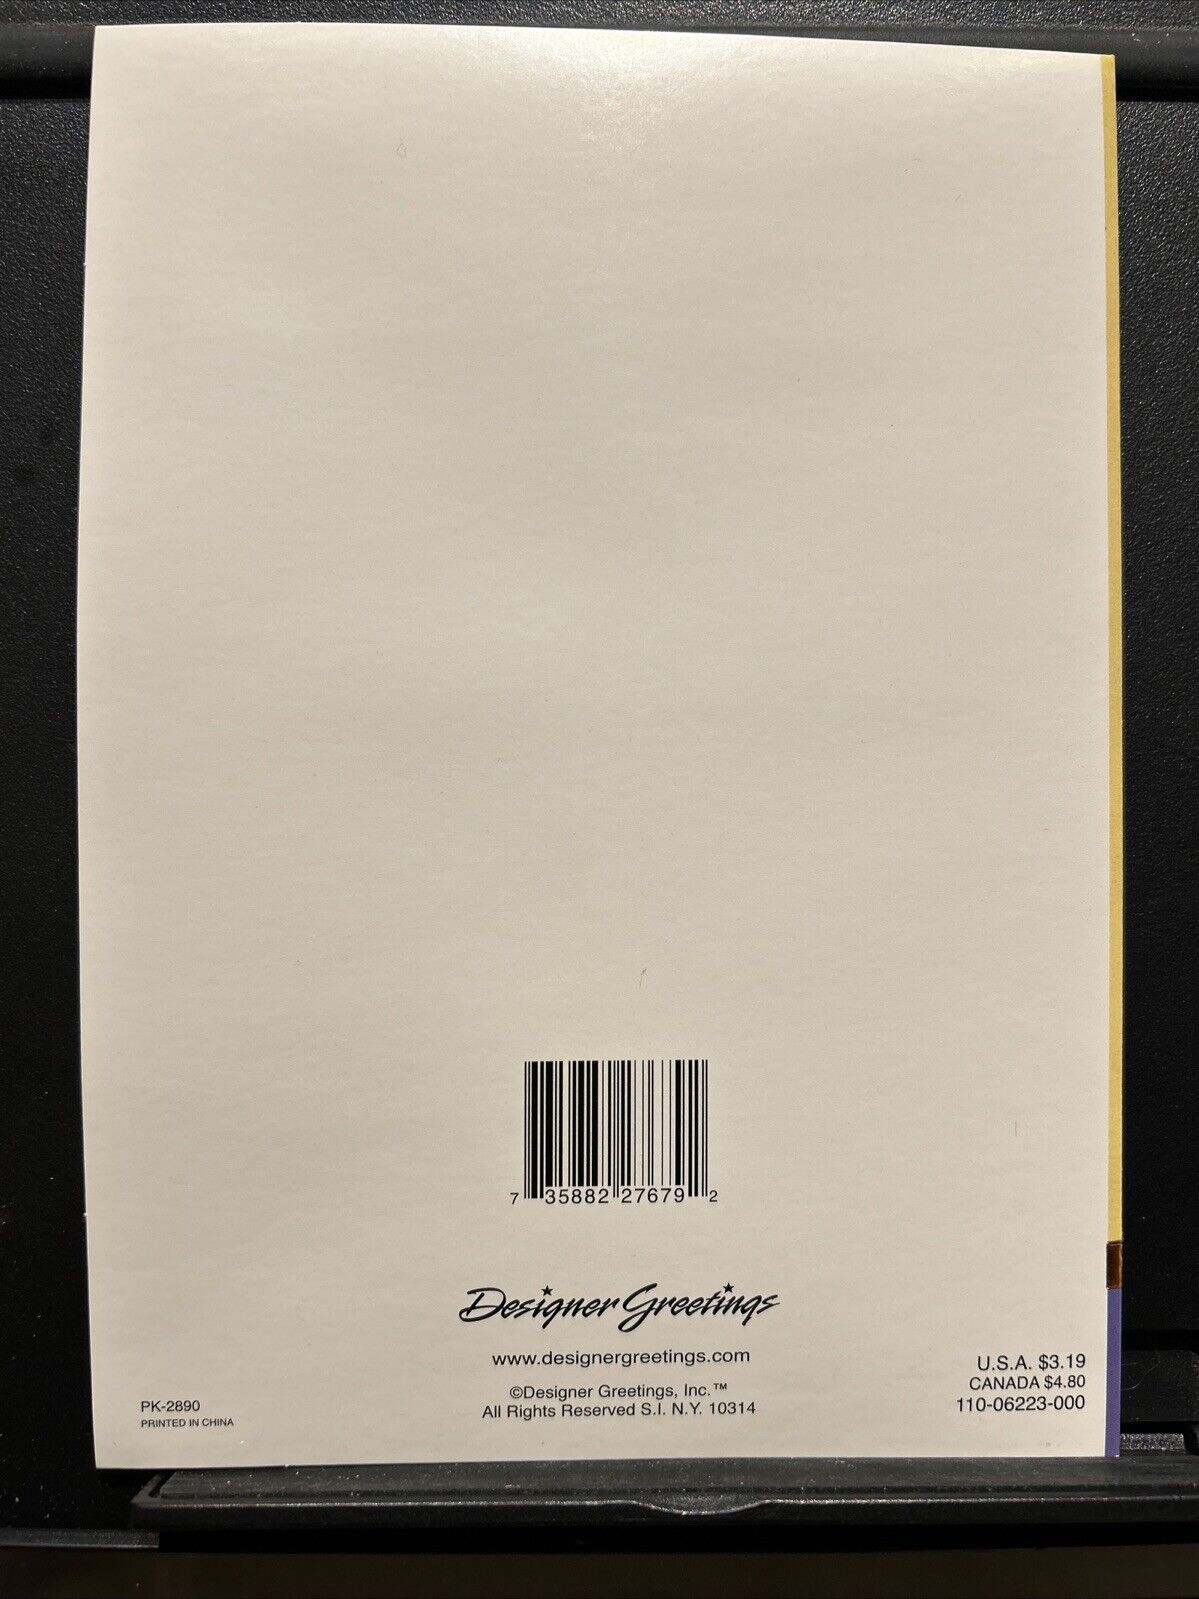 7 35882 27679 2
Designer Greetings
www.designergreetings.com
©Designer Greetings, Inc.™
All Rights Reserved S.I. N.Y. 10314
PK-2890
PRINTED IN CHINA
U.S.A. $3.19
CANADA $4.80
110-06223-000